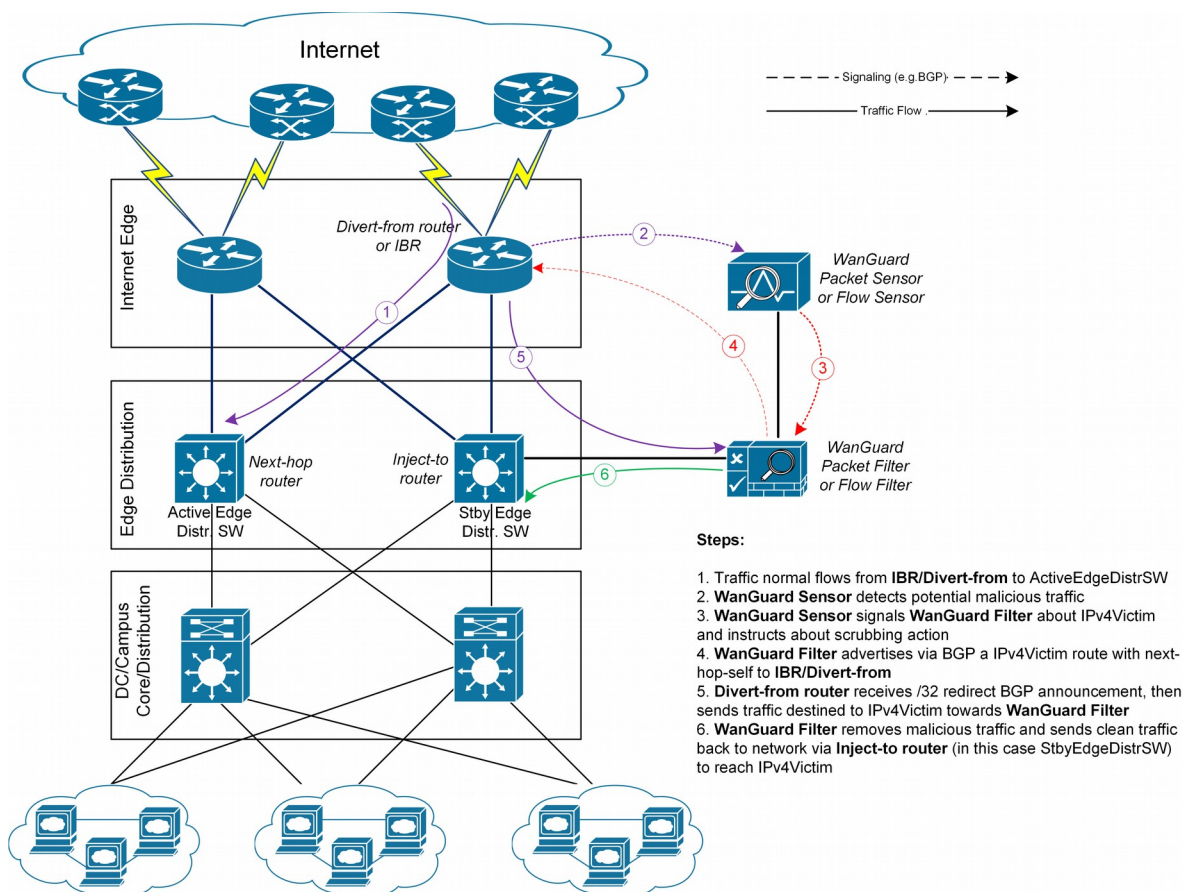 Internet
Signaling (e.g.BGP)
Traffic Flow .
Internet Edge
Divert-from router
or IBR
2
WanGuard
Packet Sensor
or Flow Sensor
1
4
5
3
Edge Distribution
Next-hop
router
Inject-to
router
6
WanGuard
Packet Filter
or Flow Filter
Active Edge
Distr. SW
Stby Edge
Distr. SW
DC/Campus
Core/Distribution
Steps:
1. Traffic normal flows from IBR/Divert-from to ActiveEdgeDistrSW
2. WanGuard Sensor detects potential malicious traffic
3. WanGuard Sensor signals WanGuard Filter about IPv4Victim
and instructs about scrubbing action
4. WanGuard Filter advertises via BGP a IPv4Victim route with next-
hop-self to IBR/Divert-from
5. Divert-from router receives /32 redirect BGP announcement, then
sends traffic destined to IPv4Victim towards WanGuard Filter
6. WanGuard Filter removes malicious traffic and sends clean traffic
back to network via Inject-to router (in this case StbyEdgeDistrSW)
to reach IPv4Victim